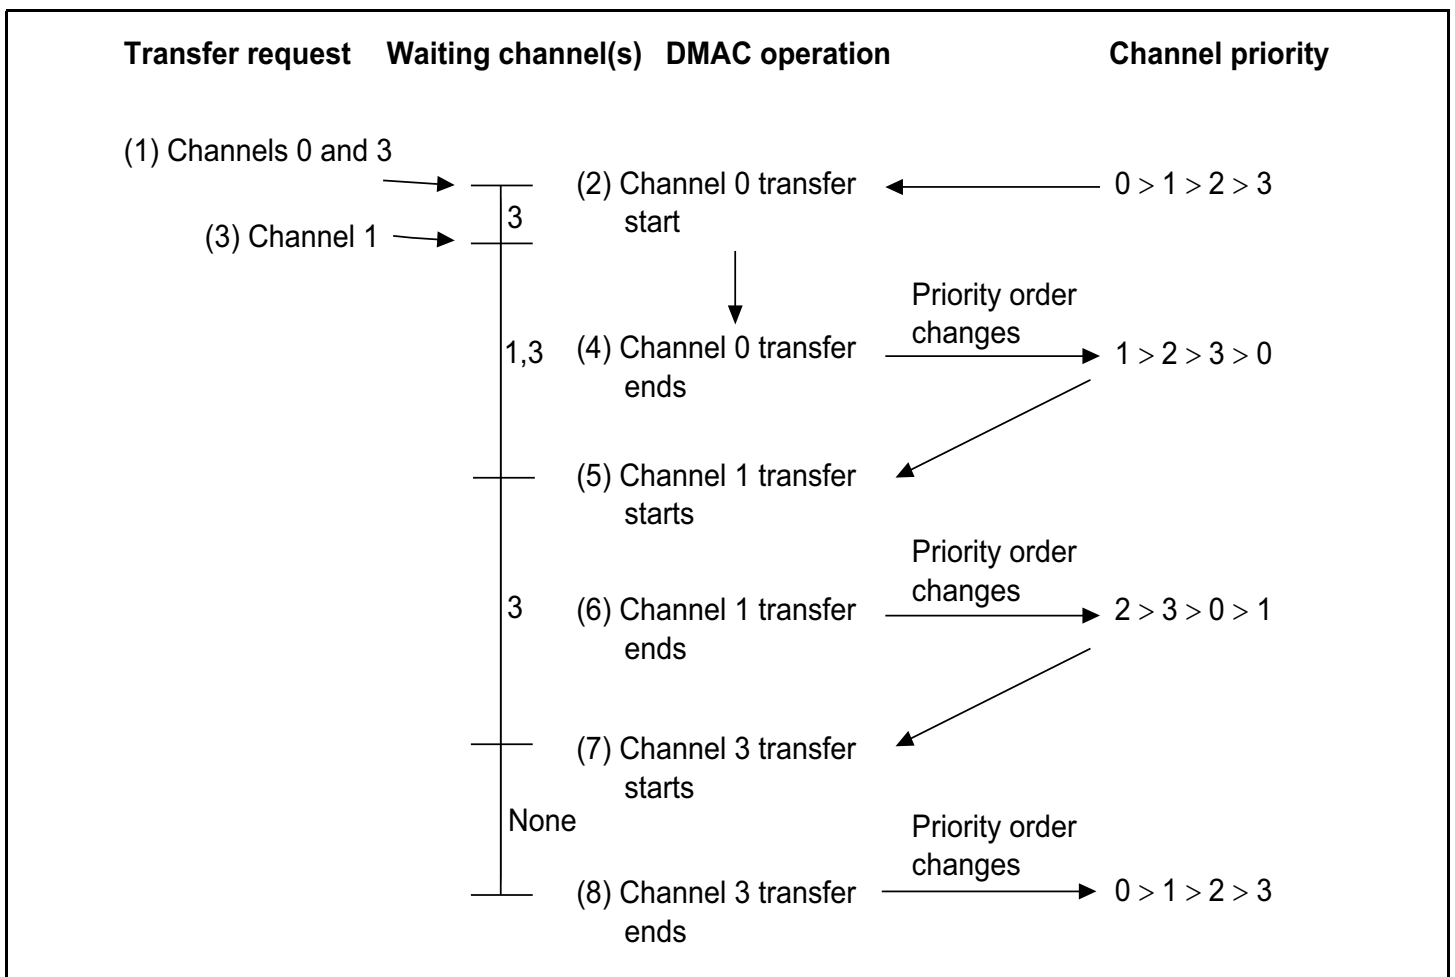 Transfer request Waiting channel(s) DMAC operation Channel priority
(1) Channels 0 and 3
(2) Channel 0 transfer
start
0 > 1 > 2 > 3
3
(3) Channel 1
Priority order
changes
1,3
(4) Channel 0 transfer
ends
1 > 2 > 3 > 0
(5) Channel 1 transfer
starts
Priority order
changes
3
(6) Channel 1 transfer
ends
2 > 3 > 0 > 1
(7) Channel 3 transfer
starts
None
Priority order
changes
(8) Channel 3 transfer
ends
0 > 1 > 2 > 3